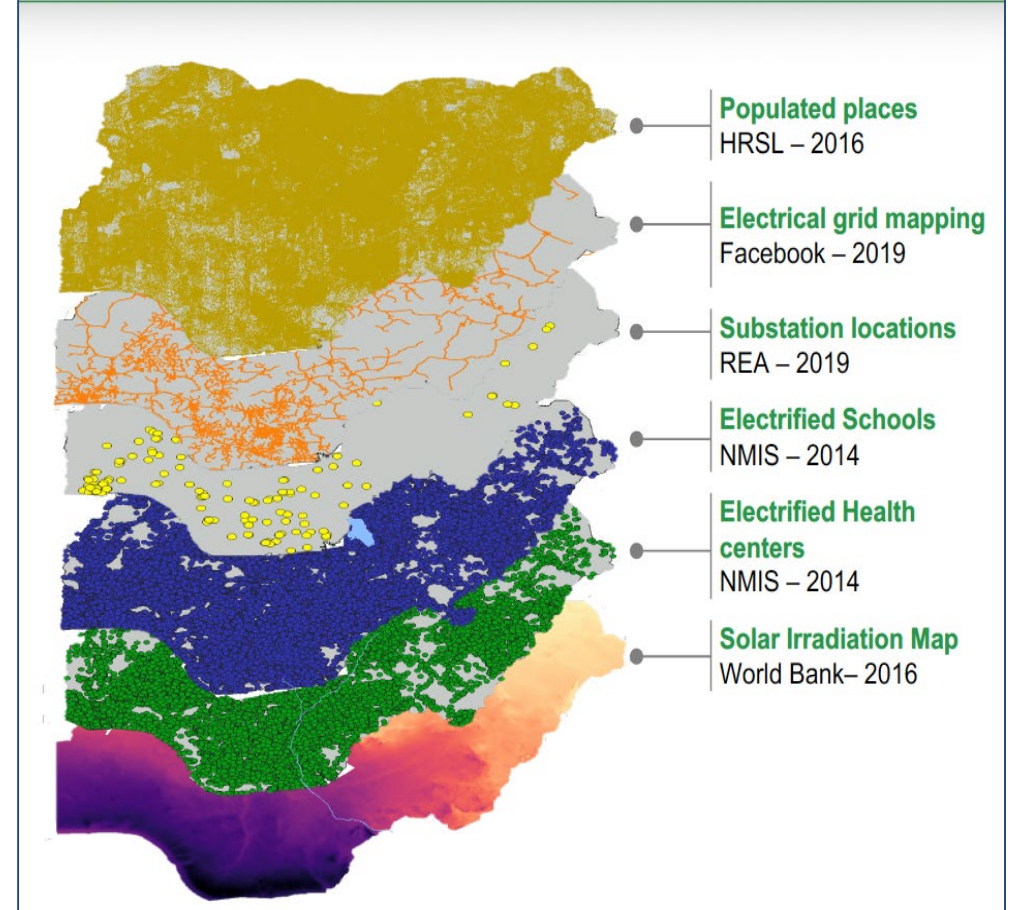 Populated places
HRSL – 2016
Electrical grid mapping
Facebook – 2019
Substation locations
REA – 2019
Electrified Schools
NMIS – 2014
Electrified Health
centers
NMIS – 2014
Solar Irradiation Map
World Bank– 2016